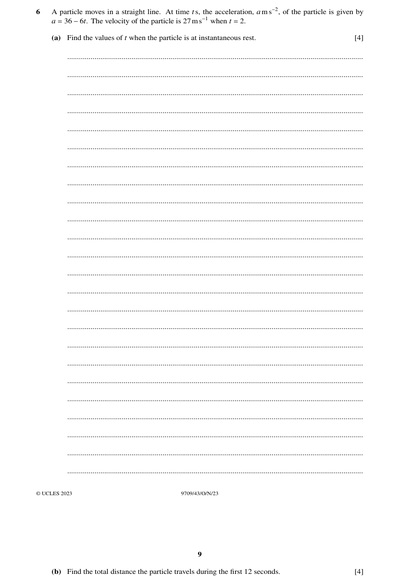 6 A particle moves in a straight line. At time t s, the acceleration, a m s⁻², of the particle is given by
a = 36 − 6t. The velocity of the particle is 27 m s⁻¹ when t = 2.
(a) Find the values of t when the particle is at instantaneous rest. [4]
© UCLES 2023 9709/43/O/N/23
9
(b) Find the total distance the particle travels during the first 12 seconds. [4]